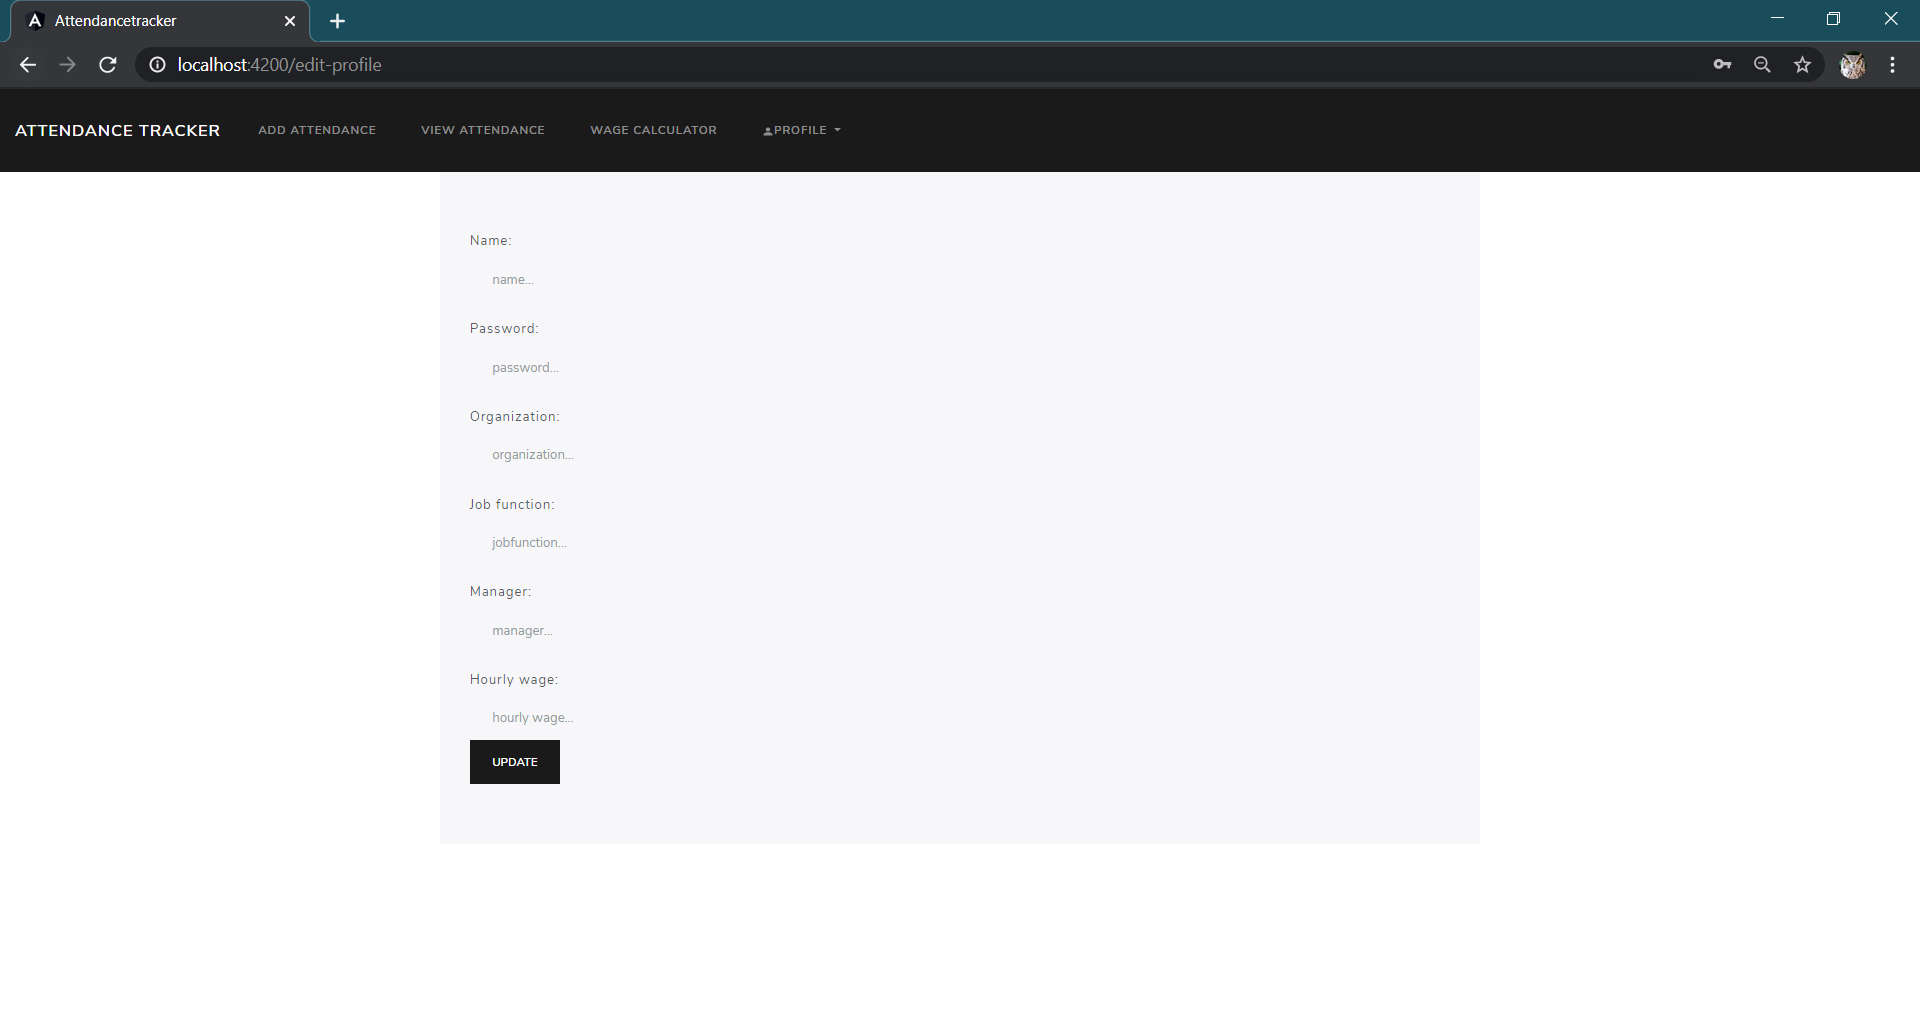 Attendancetracker
localhost:4200/edit-profile
ATTENDANCE TRACKER ADD ATTENDANCE VIEW ATTENDANCE WAGE CALCULATOR PROFILE
Name:
name...
Password:
password...
Organization:
organization...
Job function:
jobfunction...
Manager:
manager...
Hourly wage:
hourly wage...
UPDATE